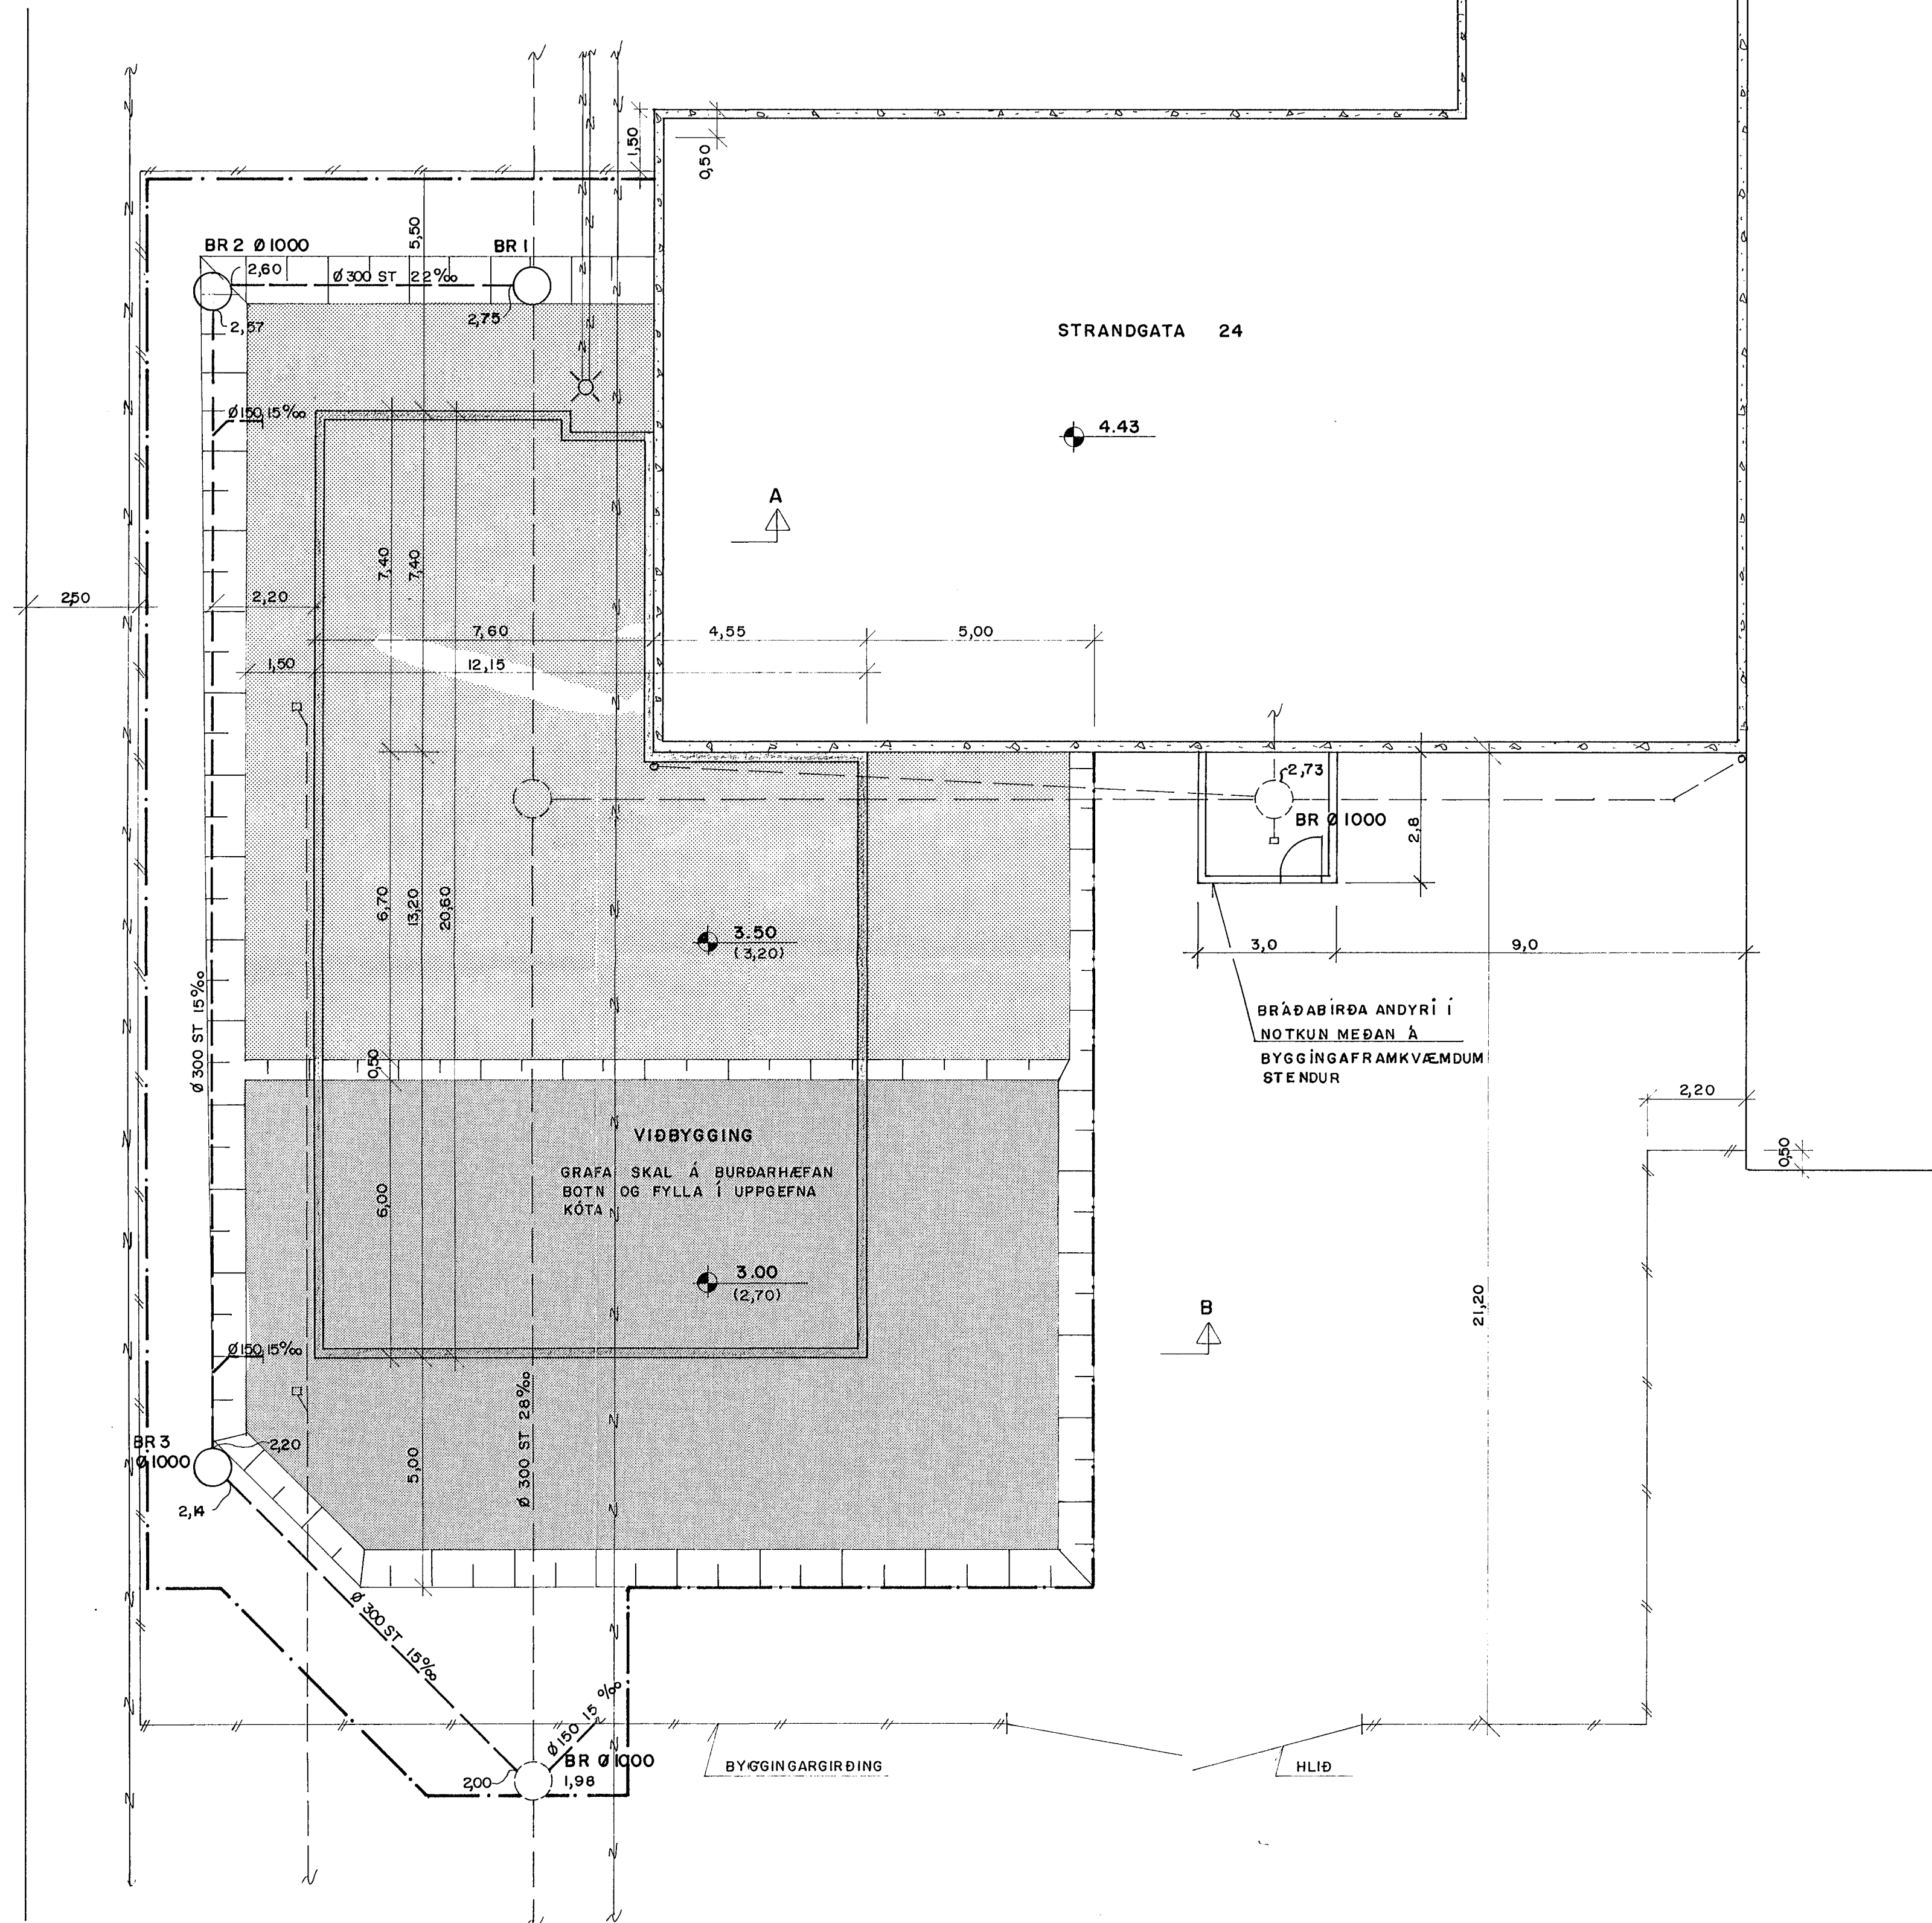 1,50
0,50
5,50
BR 2 Ø 1000
BR 1
2,60
Ø 300 ST 22‰
2,75
2,57
STRANDGATA 24
4.43
Ø150 15‰
A
7,40
7,40
250
2,20
7,60
4,55
5,00
1,50
12,15
2,73
BR Ø 1000
2,8
6,70
13,20
20,60
3.50
(3,20)
3,0
9,0
Ø 300 ST 15‰
BRÁÐABÍRÐA ANDYRÍ Í
NOTKUN MEÐAN Á
BYGGÍNGAFRAMKVÆMDUM
STENDUR
0,50
2,20
0,50
VIÐBYGGING
GRAFA SKAL Á BURÐARHÆFAN
BOTN OG FYLLA Í UPPGEFNA
KÓTA
6,00
3.00
(2,70)
B
21,20
Ø150 15‰
Ø 300 ST 28‰
BR 3
Ø 1000
2,20
5,00
2,14
Ø 300 ST 15‰
Ø 150 15 ‰
BR Ø 1000
2,00
1,98
BYGGINGARGIRÐING
HLIÐ